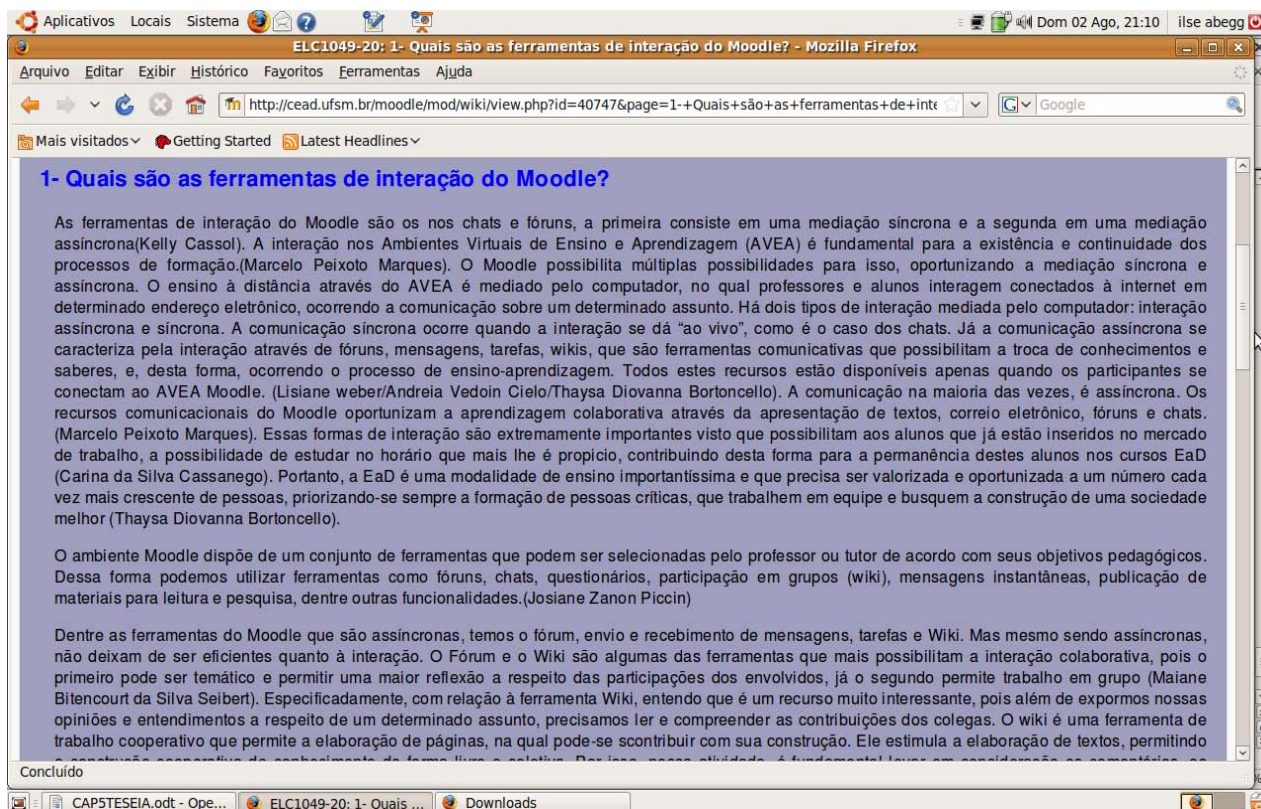 Aplicativos Locais Sistema Dom 02 Ago, 21:10 ilse abegg
ELC1049-20: 1- Quais são as ferramentas de interação do Moodle? - Mozilla Firefox
Arquivo Editar Exibir Histórico Favoritos Ferramentas Ajuda
http://cead.ufsm.br/moodle/mod/wiki/view.php?id=40747&page=1-+Quais+são+as+ferramentas+de+inte Google
Mais visitados Getting Started Latest Headlines
1- Quais são as ferramentas de interação do Moodle?
As ferramentas de interação do Moodle são os nos chats e fóruns, a primeira consiste em uma mediação síncrona e a segunda em uma mediação
assíncrona(Kelly Cassol). A interação nos Ambientes Virtuais de Ensino e Aprendizagem (AVEA) é fundamental para a existência e continuidade dos
processos de formação.(Marcelo Peixoto Marques). O Moodle possibilita múltiplas possibilidades para isso, oportunizando a mediação síncrona e
assíncrona. O ensino à distância através do AVEA é mediado pelo computador, no qual professores e alunos interagem conectados à internet em
determinado endereço eletrônico, ocorrendo a comunicação sobre um determinado assunto. Há dois tipos de interação mediada pelo computador: interação
assíncrona e síncrona. A comunicação síncrona ocorre quando a interação se dá “ao vivo”, como é o caso dos chats. Já a comunicação assíncrona se
caracteriza pela interação através de fóruns, mensagens, tarefas, wikis, que são ferramentas comunicativas que possibilitam a troca de conhecimentos e
saberes, e, desta forma, ocorrendo o processo de ensino-aprendizagem. Todos estes recursos estão disponíveis apenas quando os participantes se
conectam ao AVEA Moodle. (Lisiane weber/Andreia Vedoin Cielo/Thaysa Diovanna Bortoncello). A comunicação na maioria das vezes, é assíncrona. Os
recursos comunicacionais do Moodle oportunizam a aprendizagem colaborativa através da apresentação de textos, correio eletrônico, fóruns e chats.
(Marcelo Peixoto Marques). Essas formas de interação são extremamente importantes visto que possibilitam aos alunos que já estão inseridos no mercado
de trabalho, a possibilidade de estudar no horário que mais lhe é propicio, contribuindo desta forma para a permanência destes alunos nos cursos EaD
(Carina da Silva Cassanego). Portanto, a EaD é uma modalidade de ensino importantíssima e que precisa ser valorizada e oportunizada a um número cada
vez mais crescente de pessoas, priorizando-se sempre a formação de pessoas críticas, que trabalhem em equipe e busquem a construção de uma sociedade
melhor (Thaysa Diovanna Bortoncello).
O ambiente Moodle dispõe de um conjunto de ferramentas que podem ser selecionadas pelo professor ou tutor de acordo com seus objetivos pedagógicos.
Dessa forma podemos utilizar ferramentas como fóruns, chats, questionários, participação em grupos (wiki), mensagens instantâneas, publicação de
materiais para leitura e pesquisa, dentre outras funcionalidades.(Josiane Zanon Piccin)
Dentre as ferramentas do Moodle que são assíncronas, temos o fórum, envio e recebimento de mensagens, tarefas e Wiki. Mas mesmo sendo assíncronas,
não deixam de ser eficientes quanto à interação. O Fórum e o Wiki são algumas das ferramentas que mais possibilitam a interação colaborativa, pois o
primeiro pode ser temático e permitir uma maior reflexão a respeito das participações dos envolvidos, já o segundo permite trabalho em grupo (Maiane
Bitencourt da Silva Seibert). Especificadamente, com relação à ferramenta Wiki, entendo que é um recurso muito interessante, pois além de expormos nossas
opiniões e entendimentos a respeito de um determinado assunto, precisamos ler e compreender as contribuições dos colegas. O wiki é uma ferramenta de
trabalho cooperativo que permite a elaboração de páginas, na qual pode-se scontribuir com sua construção. Ele estimula a elaboração de textos, permitindo
Concluído
CAP5TESEIA.odt - Ope... ELC1049-20: 1- Quais ... Downloads